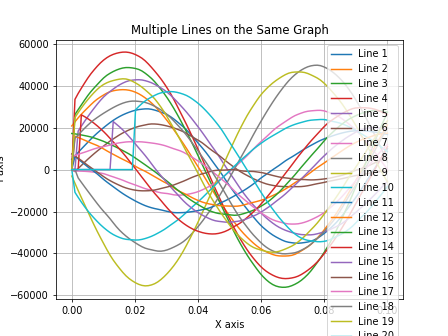 Multiple Lines on the Same Graph
60000
40000
20000
0
−20000
−40000
−60000
0.00
0.02
0.04
0.06
X axis
Line 1
Line 2
Line 3
Line 4
Line 5
Line 6
Line 7
Line 8
Line 9
Line 10
Line 11
Line 12
Line 13
Line 14
Line 15
Line 16
Line 17
Line 18
Line 19
Line 20